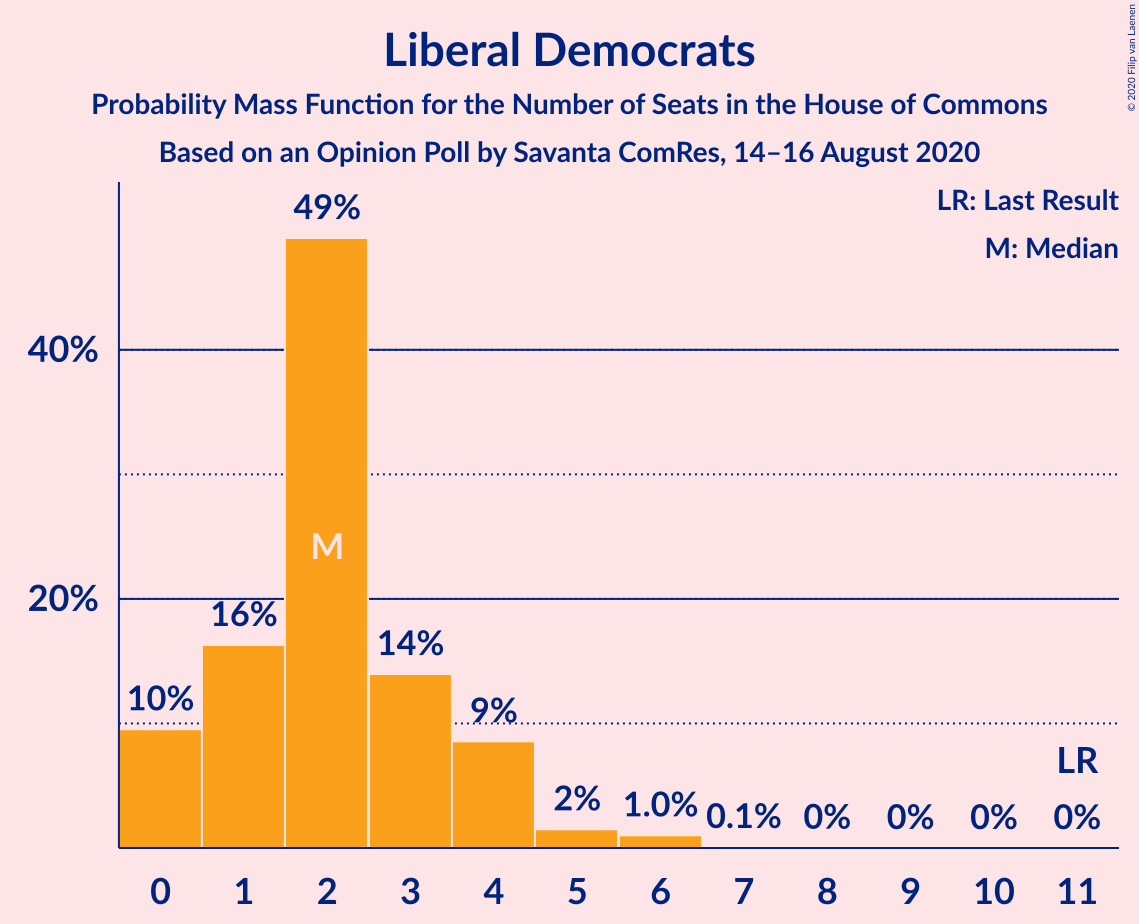 Liberal Democrats
Probability Mass Function for the Number of Seats in the House of Commons
Based on an Opinion Poll by Savanta ComRes, 14–16 August 2020
© 2020 Filip van Laenen
LR: Last Result
M: Median
49%
40%
M
20%
16%
14%
10%
9%
LR
2%
1.0%
0.1%
0%
0%
0%
0%
0 1 2 3 4 5 6 7 8 9 10 11